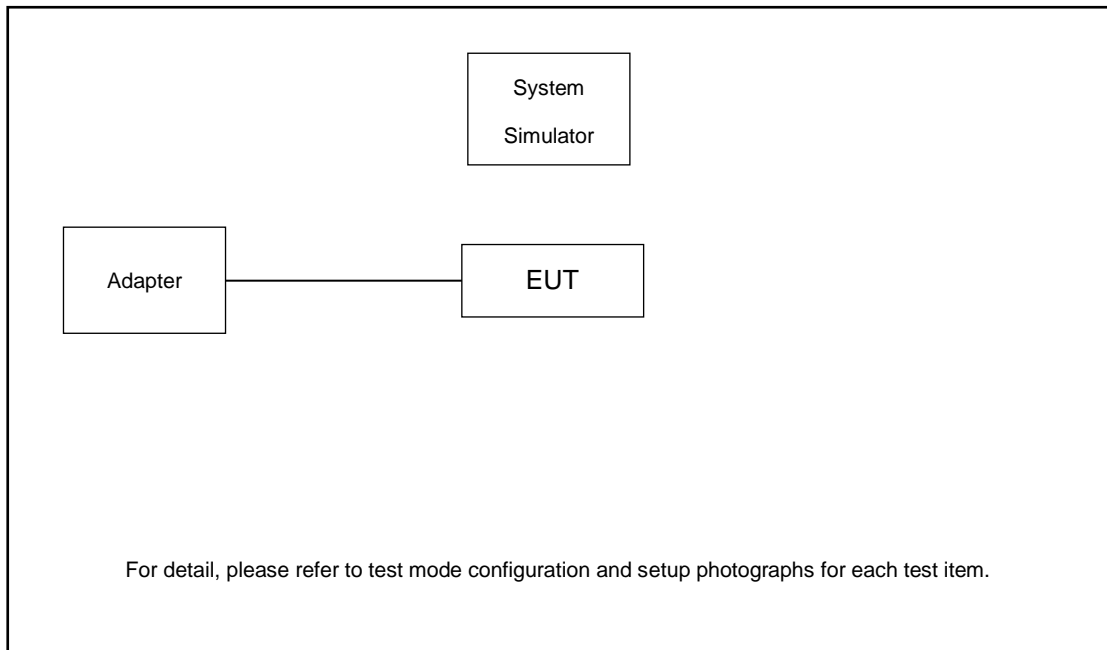 System
Simulator
Adapter
EUT
For detail, please refer to test mode configuration and setup photographs for each test item.